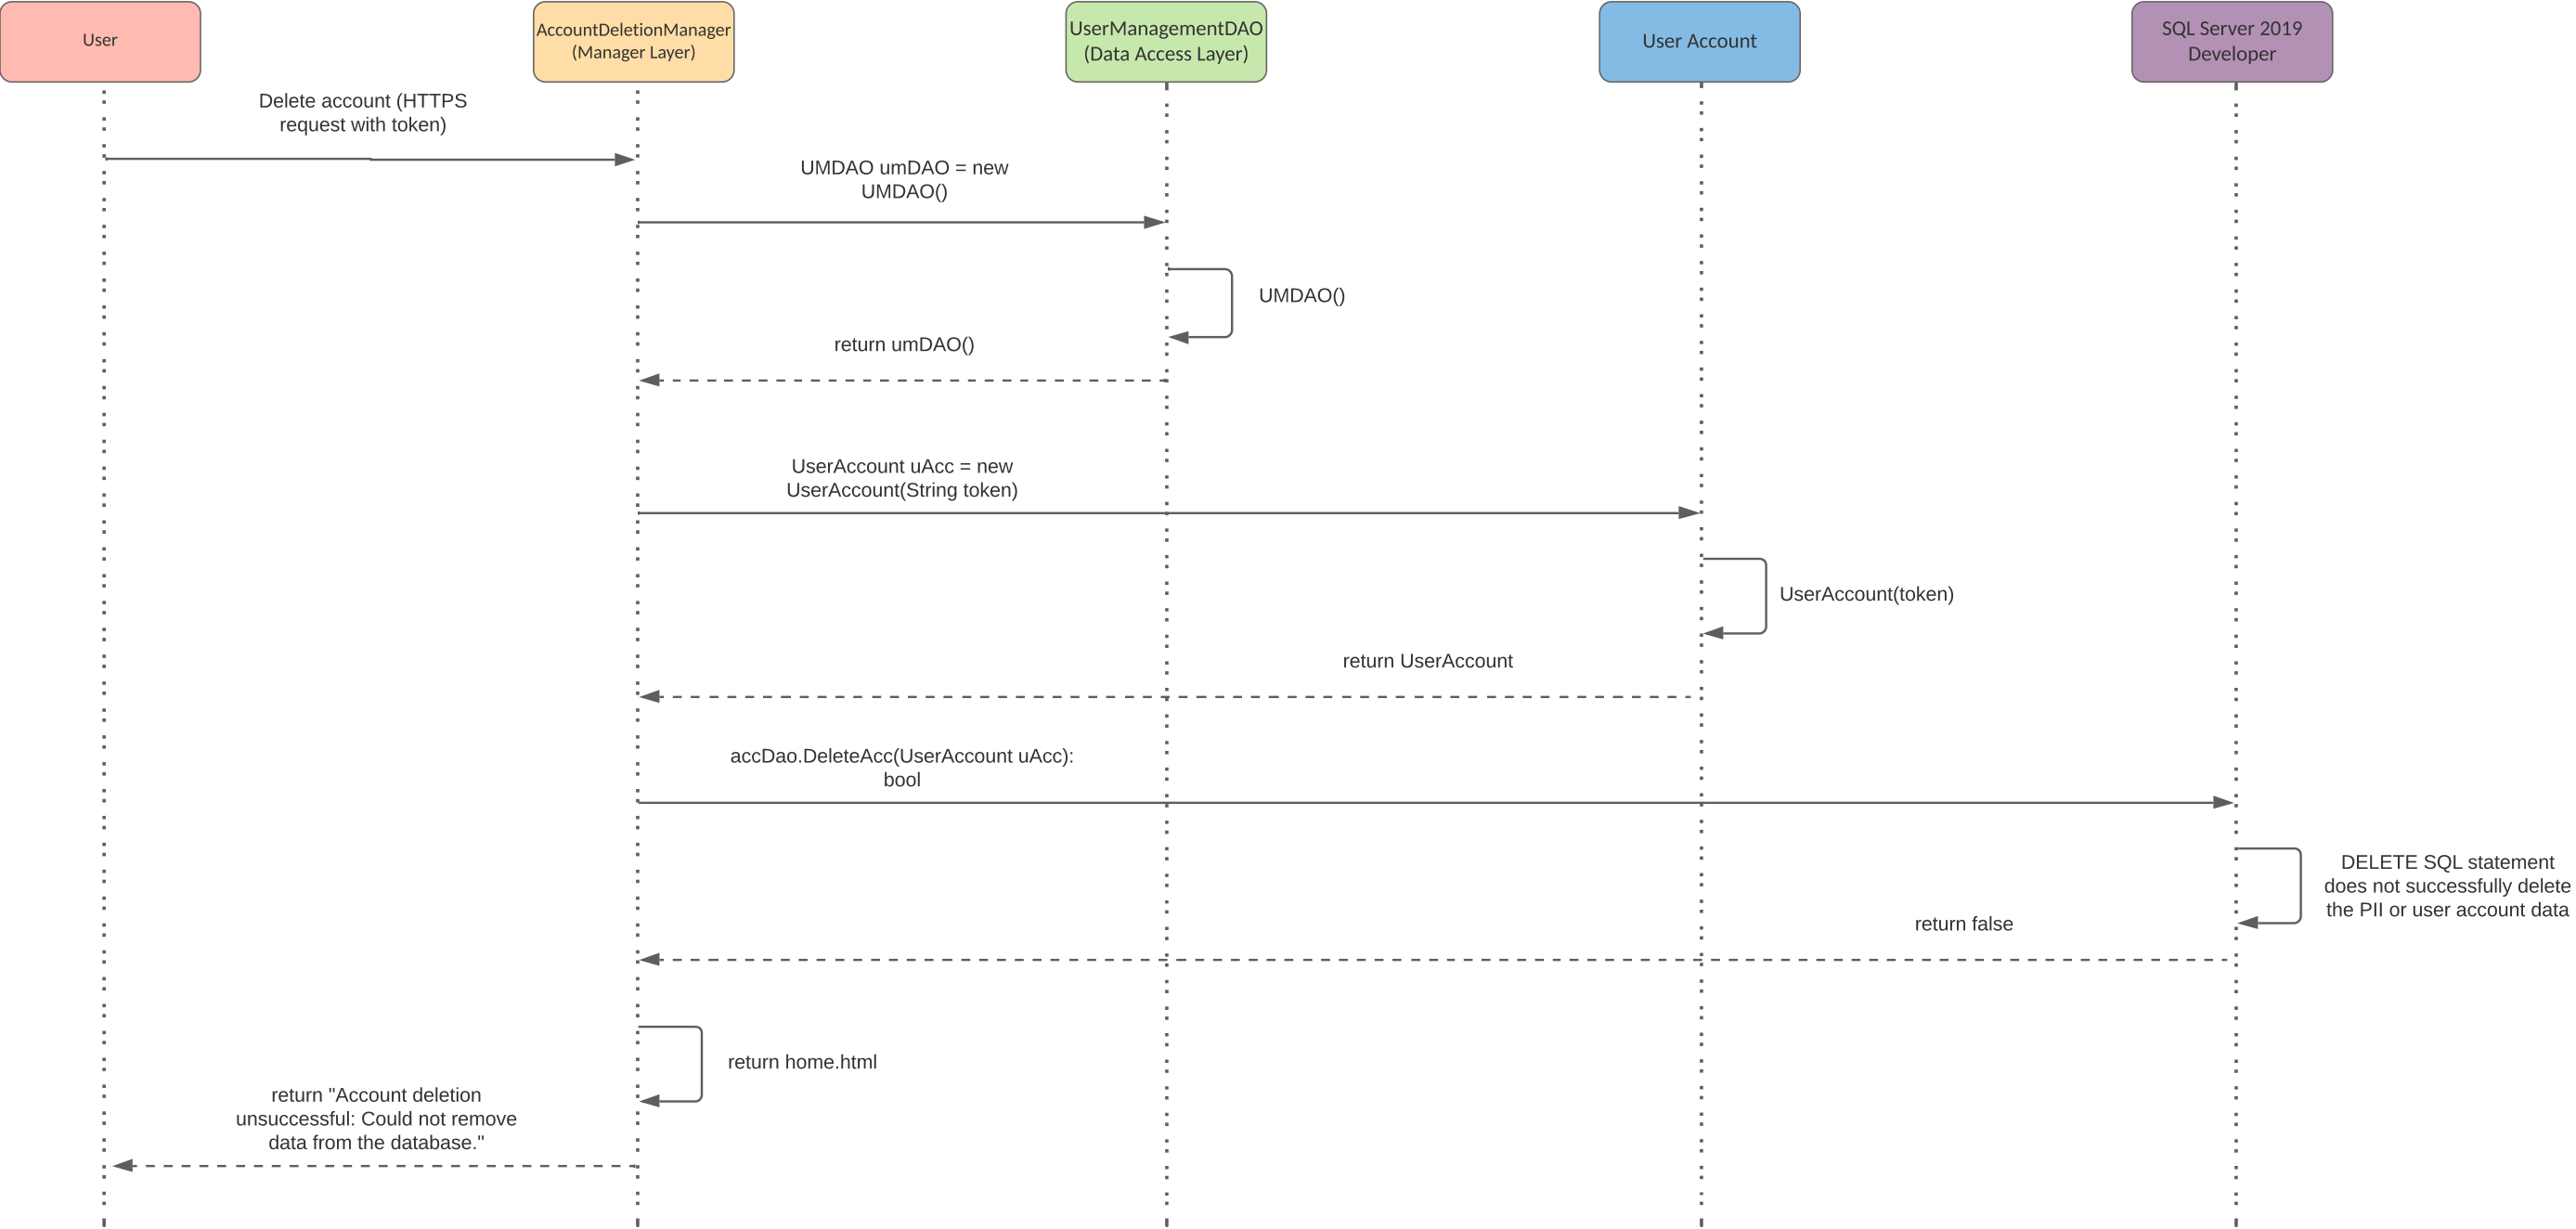 User
AccountDeletionManager
(Manager Layer)
UserManagementDAO
(Data Access Layer)
User Account
SQL Server 2019
Developer
Delete account (HTTPS
request with token)
UMDAO umDAO = new
UMDAO()
UMDAO()
return umDAO()
UserAccount uAcc = new
UserAccount(String token)
UserAccount(token)
return UserAccount
accDao.DeleteAcc(UserAccount uAcc):
bool
DELETE SQL statement
does not successfully delete
the PII or user account data
return false
return home.html
return "Account deletion
unsuccessful: Could not remove
data from the database."